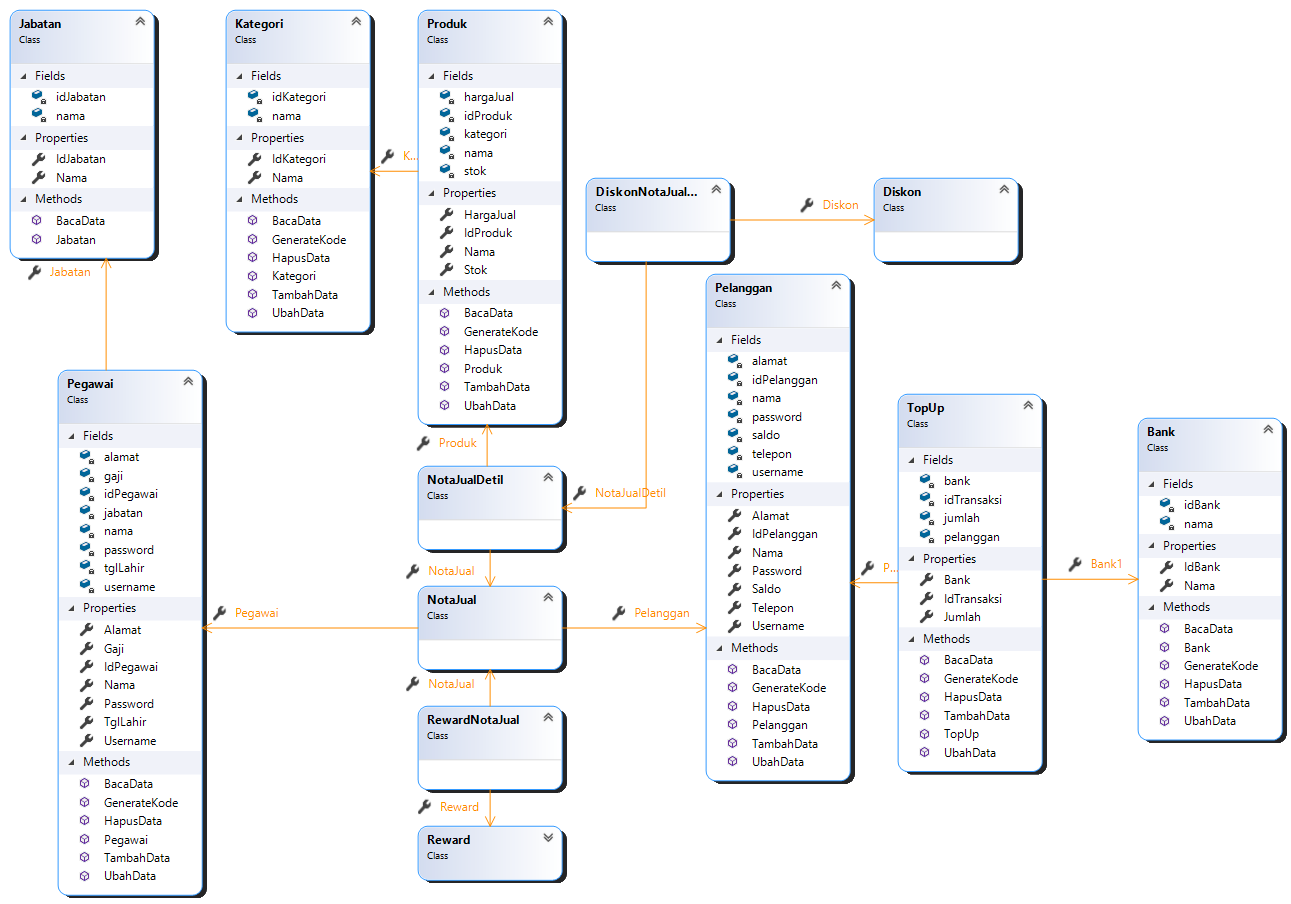 Jabatan
Class
Fields
idJabatan
nama
Properties
IdJabatan
Nama
Methods
BacaData
Jabatan
Jabatan
Kategori
Class
Fields
idKategori
nama
Properties
IdKategori
Nama
Methods
BacaData
GenerateKode
HapusData
Kategori
TambahData
UbahData
K...
Produk
Class
Fields
hargaJual
idProduk
kategori
nama
stok
Properties
HargaJual
IdProduk
Nama
Stok
Methods
BacaData
GenerateKode
HapusData
Produk
TambahData
UbahData
Produk
DiskonNotaJual...
Class
Diskon
Diskon
Class
Pegawai
Class
Fields
alamat
gaji
idPegawai
jabatan
nama
password
tglLahir
username
Properties
Alamat
Gaji
IdPegawai
Nama
Password
TglLahir
Username
Methods
BacaData
GenerateKode
HapusData
Pegawai
TambahData
UbahData
Pegawai
NotaJualDetil
Class
NotaJualDetil
NotaJual
NotaJual
Class
Pelanggan
NotaJual
RewardNotaJual
Class
Reward
Reward
Class
Pelanggan
Class
Fields
alamat
idPelanggan
nama
password
saldo
telepon
username
Properties
Alamat
IdPelanggan
Nama
Password
Saldo
Telepon
Username
Methods
BacaData
GenerateKode
HapusData
Pelanggan
TambahData
UbahData
P...
TopUp
Class
Fields
bank
idTransaksi
jumlah
pelanggan
Properties
Bank
IdTransaksi
Jumlah
Methods
BacaData
GenerateKode
HapusData
TambahData
TopUp
UbahData
Bank1
Bank
Class
Fields
idBank
nama
Properties
IdBank
Nama
Methods
BacaData
Bank
GenerateKode
HapusData
TambahData
UbahData